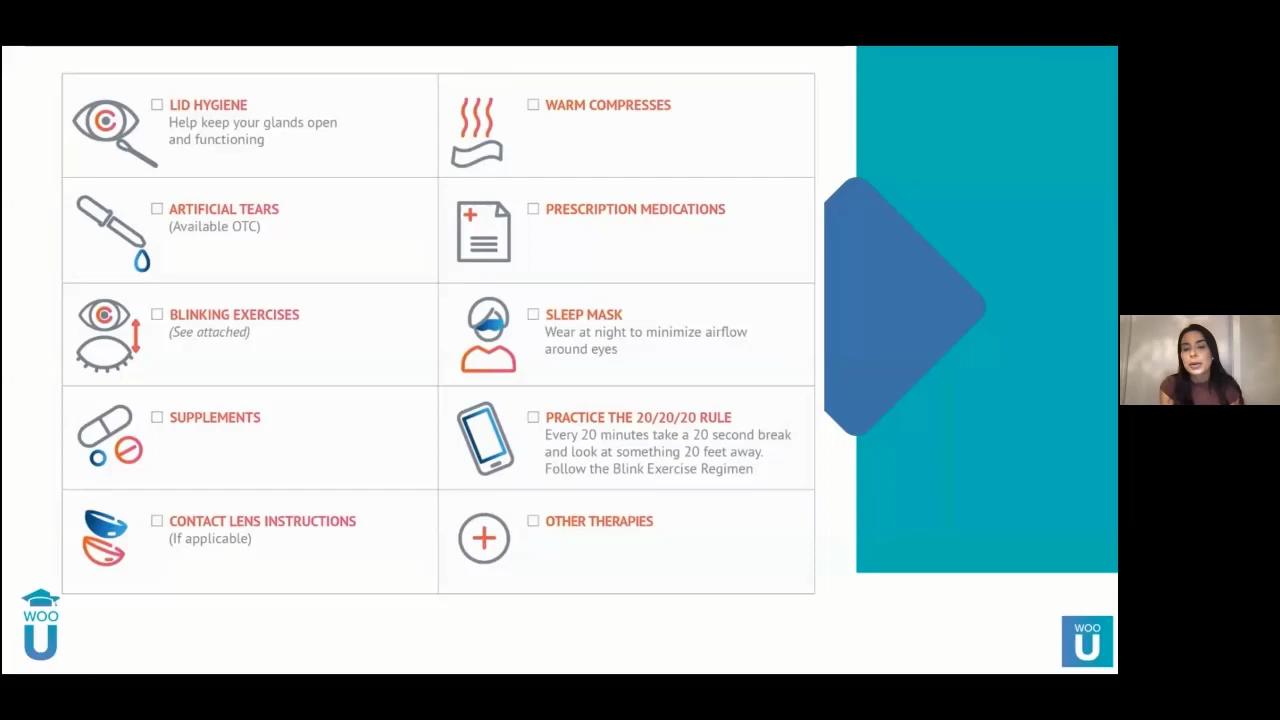 LID HYGIENE
Help keep your glands open
and functioning
WARM COMPRESSES
ARTIFICIAL TEARS
(Available OTC)
PRESCRIPTION MEDICATIONS
BLINKING EXERCISES
(See attached)
SLEEP MASK
Wear at night to minimize airflow
around eyes
SUPPLEMENTS
PRACTICE THE 20/20/20 RULE
Every 20 minutes take a 20 second break
and look at something 20 feet away.
Follow the Blink Exercise Regimen
CONTACT LENS INSTRUCTIONS
(If applicable)
OTHER THERAPIES
WOO
U
WOO
U